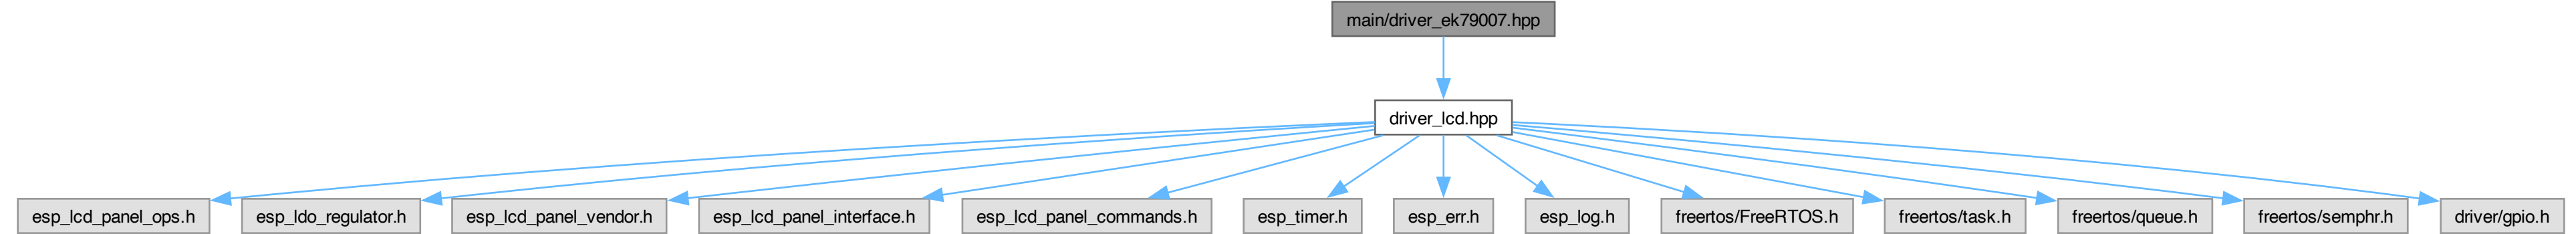 main/driver_ek79007.hpp
driver_lcd.hpp
esp_lcd_panel_ops.h
esp_ldo_regulator.h
esp_lcd_panel_vendor.h
esp_lcd_panel_interface.h
esp_lcd_panel_commands.h
esp_timer.h
esp_err.h
esp_log.h
freertos/FreeRTOS.h
freertos/task.h
freertos/queue.h
freertos/semphr.h
driver/gpio.h